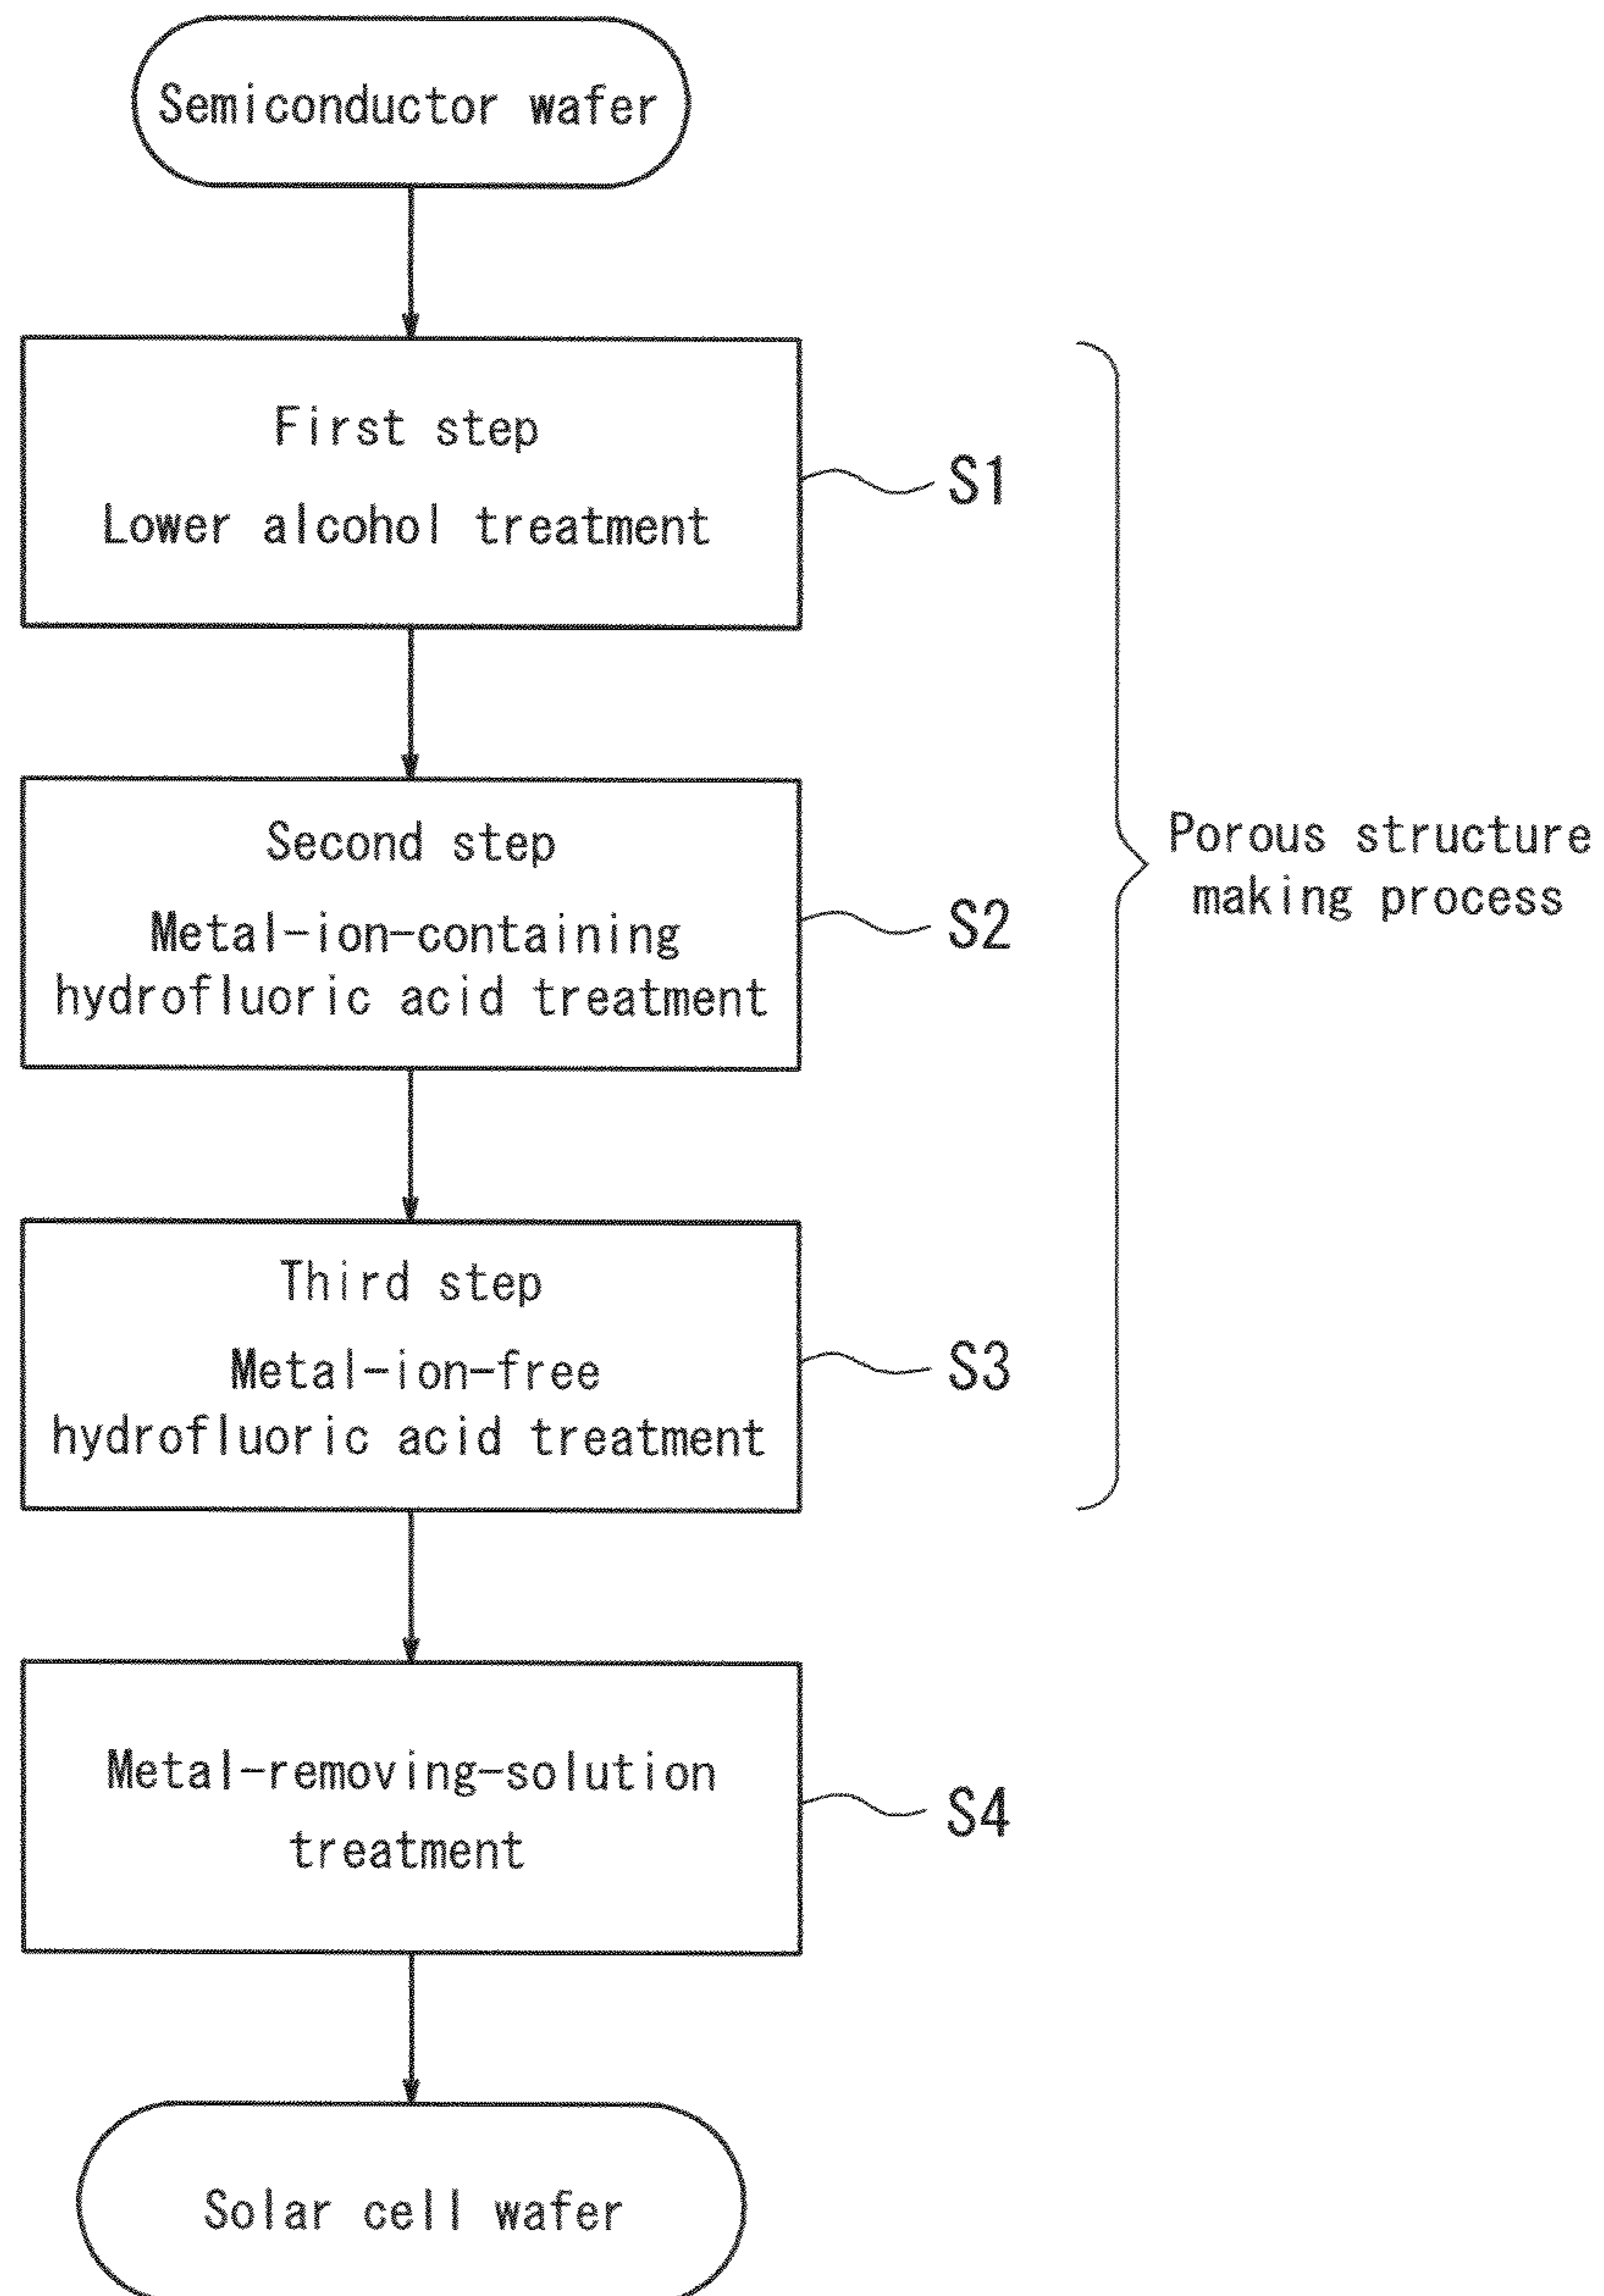 Semiconductor wafer
First step
Lower alcohol treatment
S1
Second step
Metal-ion-containing
hydrofluoric acid treatment
S2
Porous structure
making process
Third step
Metal-ion-free
hydrofluoric acid treatment
S3
Metal-removing-solution
treatment
S4
Solar cell wafer